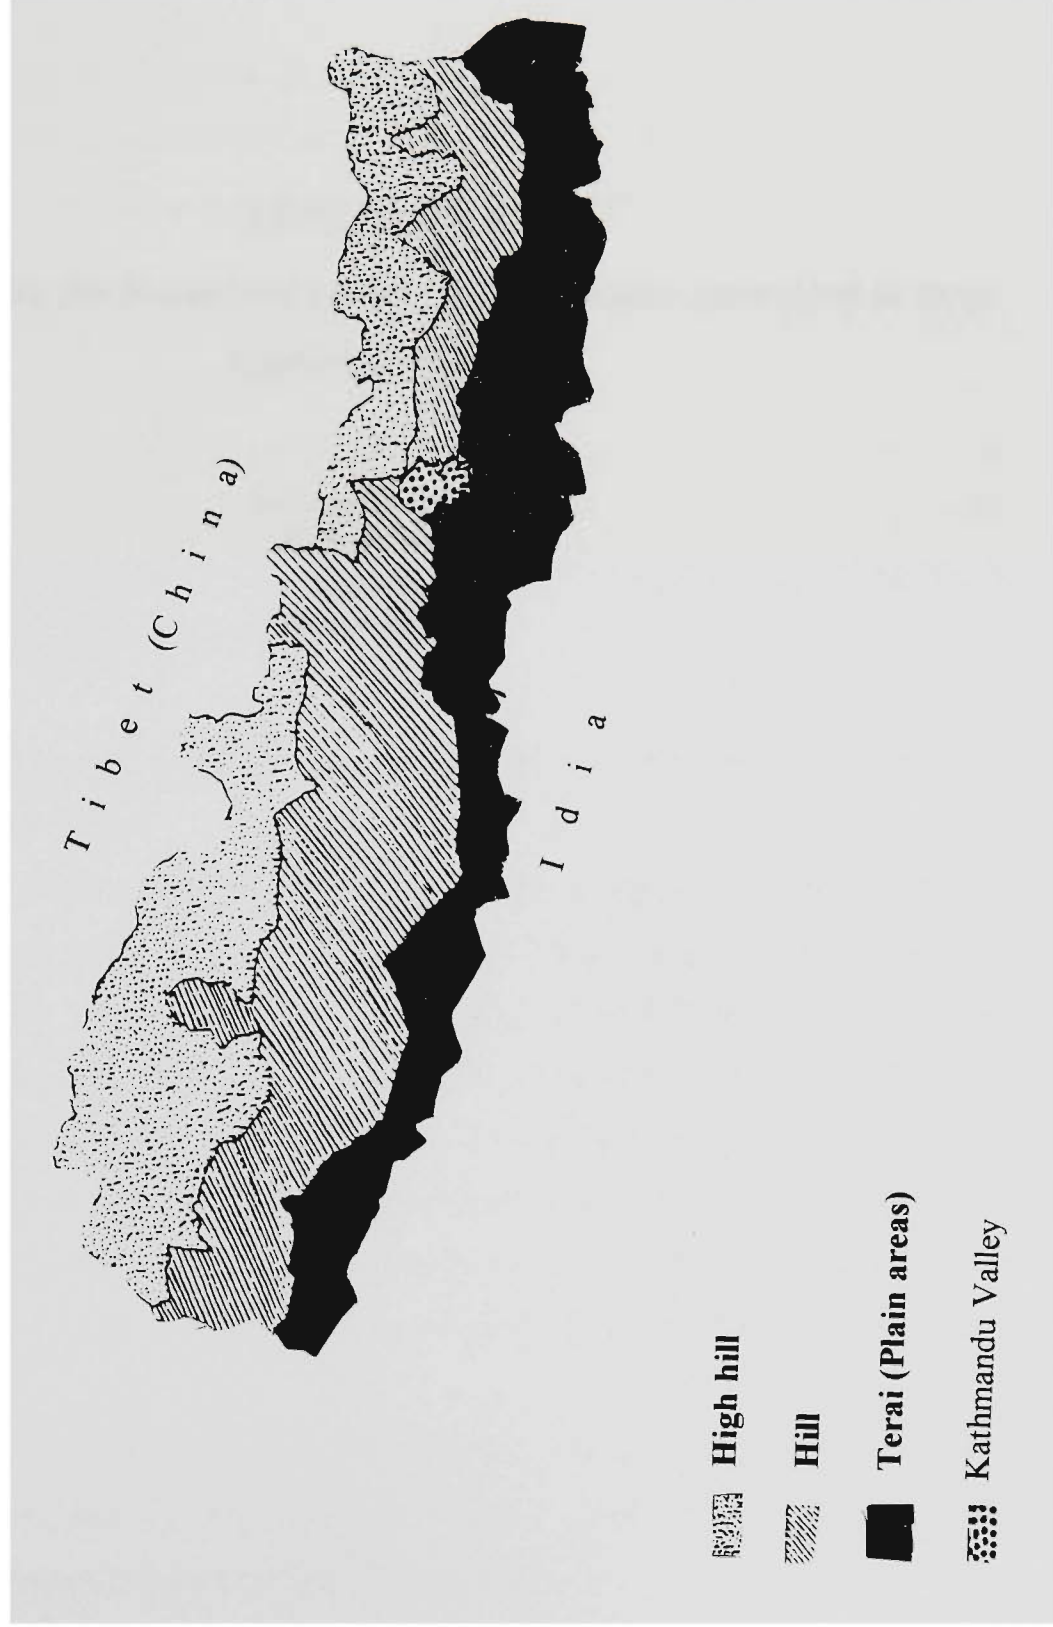 Tibet (China)
Idia
High hill
Hill
Terai (Plain areas)
Kathmandu Valley